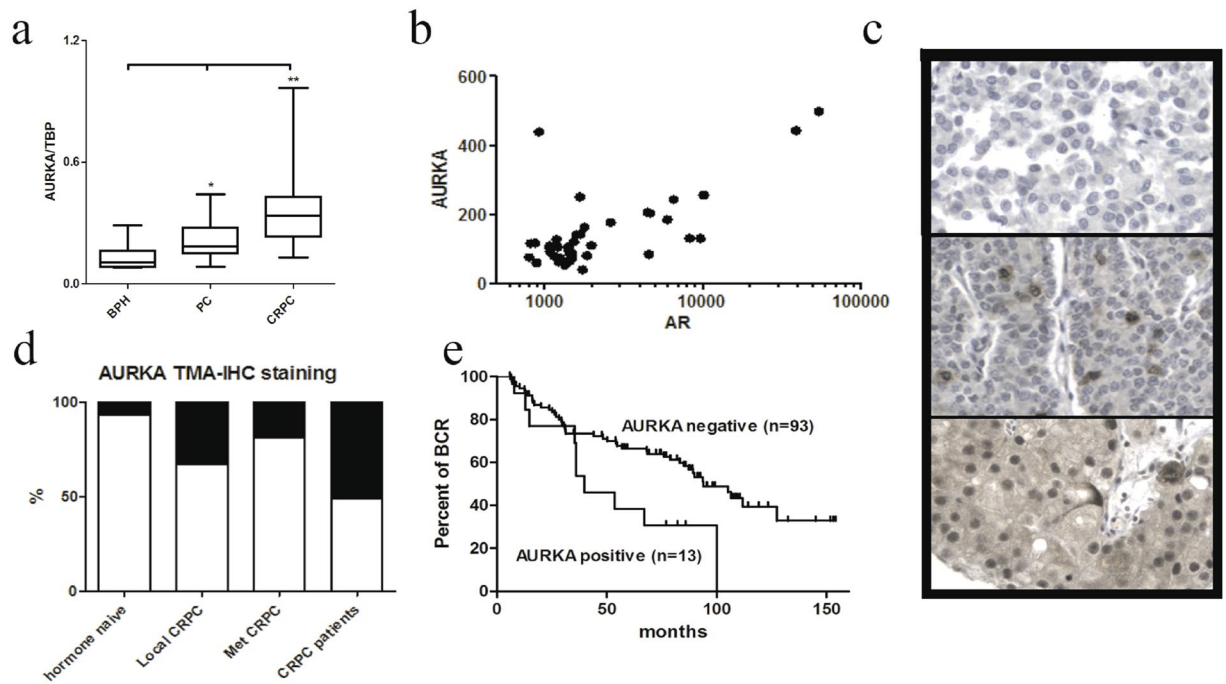 a
1.2
0.6
0.0
AURKA/TBP
*
**
BPH
PC
CRPC
b
600
400
200
0
AURKA
1000
10000
100000
AR
c
d
AURKA TMA-IHC staining
100
50
0
%
hormone naive
Local CRPC
Met CRPC
CRPC patients
e
100
80
60
40
20
0
Percent of BCR
AURKA negative (n=93)
AURKA positive (n=13)
0
50
100
150
months